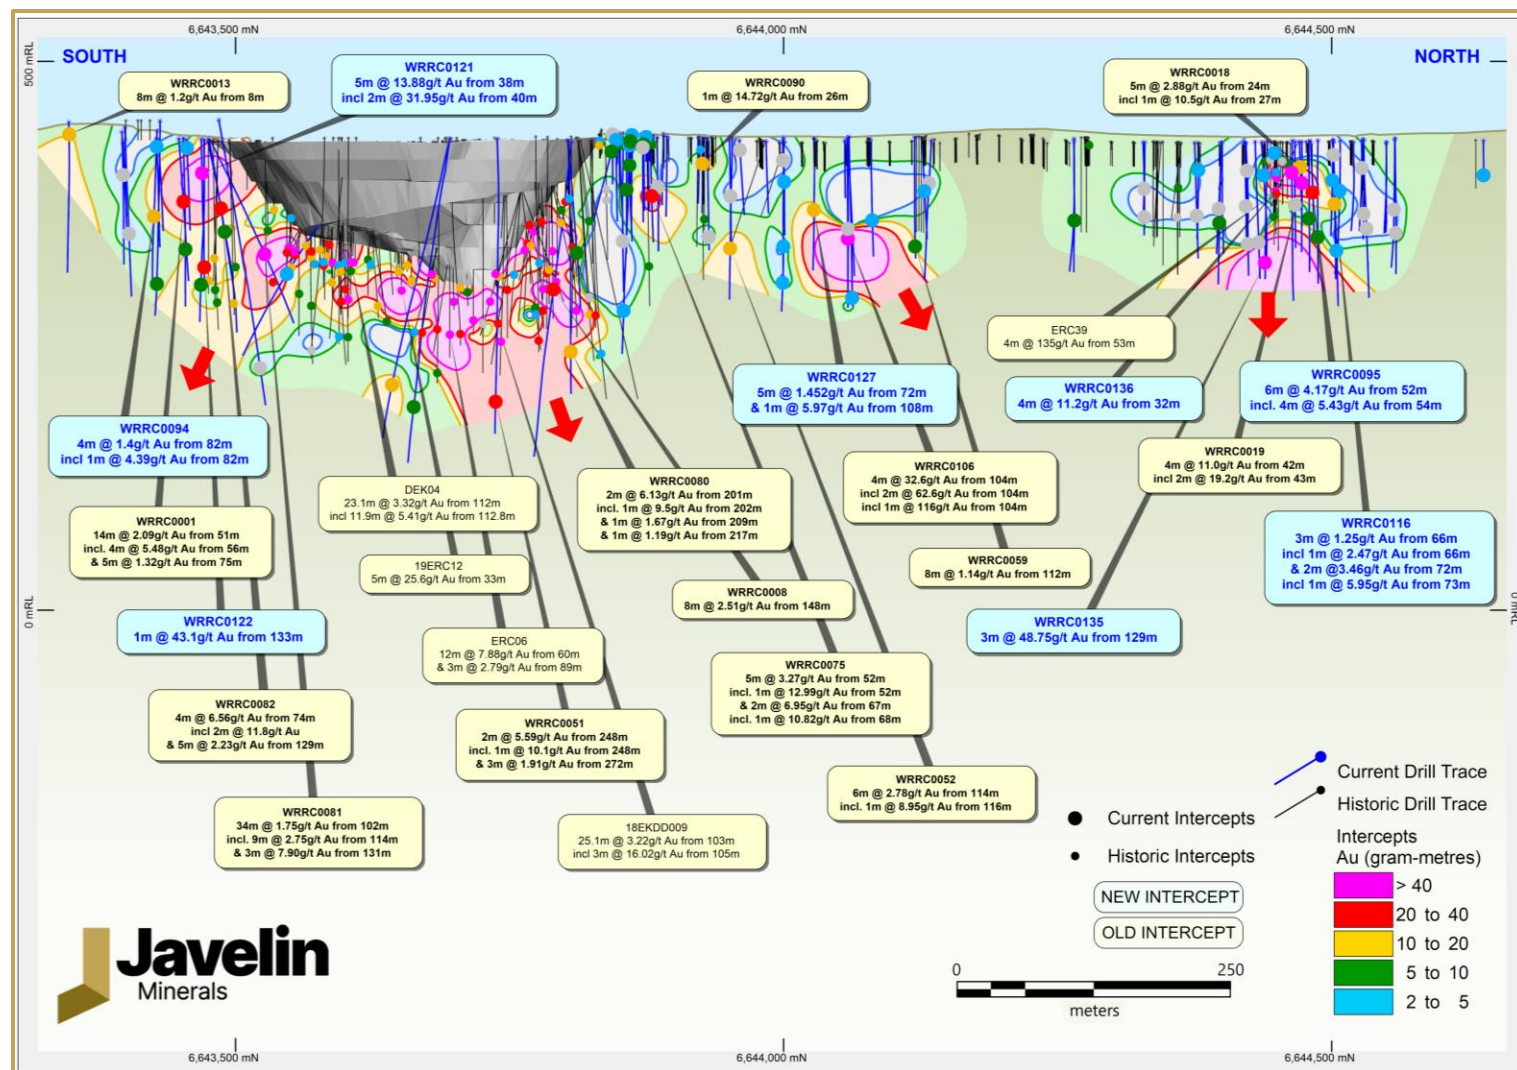 6,643,500 mN
6,644,000 mN
6,644,500 mN
500 mRL
SOUTH
NORTH
WRRC0013
8m @ 1.2g/t Au from 8m
WRRC0121
5m @ 13.88g/t Au from 38m
incl 2m @ 31.95g/t Au from 40m
WRRC0090
1m @ 14.72g/t Au from 26m
WRRC0018
5m @ 2.88g/t Au from 24m
incl 1m @ 10.5g/t Au from 27m
ERC39
4m @ 135g/t Au from 53m
WRRC0127
5m @ 1.452g/t Au from 72m
& 1m @ 5.97g/t Au from 108m
WRRC0136
4m @ 11.2g/t Au from 32m
WRRC0095
6m @ 4.17g/t Au from 52m
incl. 4m @ 5.43g/t Au from 54m
WRRC0094
4m @ 1.4g/t Au from 82m
incl 1m @ 4.39g/t Au from 82m
WRRC0019
4m @ 11.0g/t Au from 42m
incl 2m @ 19.2g/t Au from 43m
DEK04
23.1m @ 3.32g/t Au from 112m
incl 11.9m @ 5.41g/t Au from 112.8m
WRRC0080
2m @ 6.13g/t Au from 201m
incl. 1m @ 9.5g/t Au from 202m
& 1m @ 1.67g/t Au from 209m
& 1m @ 1.19g/t Au from 217m
WRRC0106
4m @ 32.6g/t Au from 104m
incl 2m @ 62.6g/t Au from 104m
incl 1m @ 116g/t Au from 104m
WRRC0001
14m @ 2.09g/t Au from 51m
incl. 4m @ 5.48g/t Au from 56m
& 5m @ 1.32g/t Au from 75m
WRRC0116
3m @ 1.25g/t Au from 66m
incl 1m @ 2.47g/t Au from 66m
& 2m @3.46g/t Au from 72m
incl 1m @ 5.95g/t Au from 73m
19ERC12
5m @ 25.6g/t Au from 33m
WRRC0059
8m @ 1.14g/t Au from 112m
WRRC0008
8m @ 2.51g/t Au from 148m
0 mRL
0 mRL
WRRC0122
1m @ 43.1g/t Au from 133m
WRRC0135
3m @ 48.75g/t Au from 129m
ERC06
12m @ 7.88g/t Au from 60m
& 3m @ 2.79g/t Au from 89m
WRRC0075
5m @ 3.27g/t Au from 52m
incl. 1m @ 12.99g/t Au from 52m
& 2m @ 6.95g/t Au from 67m
incl. 1m @ 10.82g/t Au from 68m
WRRC0082
4m @ 6.56g/t Au from 74m
incl 2m @ 11.8g/t Au
& 5m @ 2.23g/t Au from 129m
WRRC0051
2m @ 5.59g/t Au from 248m
incl. 1m @ 10.1g/t Au from 248m
& 3m @ 1.91g/t Au from 272m
WRRC0052
6m @ 2.78g/t Au from 114m
incl. 1m @ 8.95g/t Au from 116m
WRRC0081
34m @ 1.75g/t Au from 102m
incl. 9m @ 2.75g/t Au from 114m
& 3m @ 7.90g/t Au from 131m
18EKDD009
25.1m @ 3.22g/t Au from 103m
incl 3m @ 16.02g/t Au from 105m
Current Drill Trace
Historic Drill Trace
Current Intercepts
Historic Intercepts
NEW INTERCEPT
OLD INTERCEPT
Intercepts
Au (gram-metres)
> 40
20 to 40
10 to 20
5 to 10
2 to 5
0 250
meters
Javelin
Minerals
6,643,500 mN
6,644,000 mN
6,644,500 mN